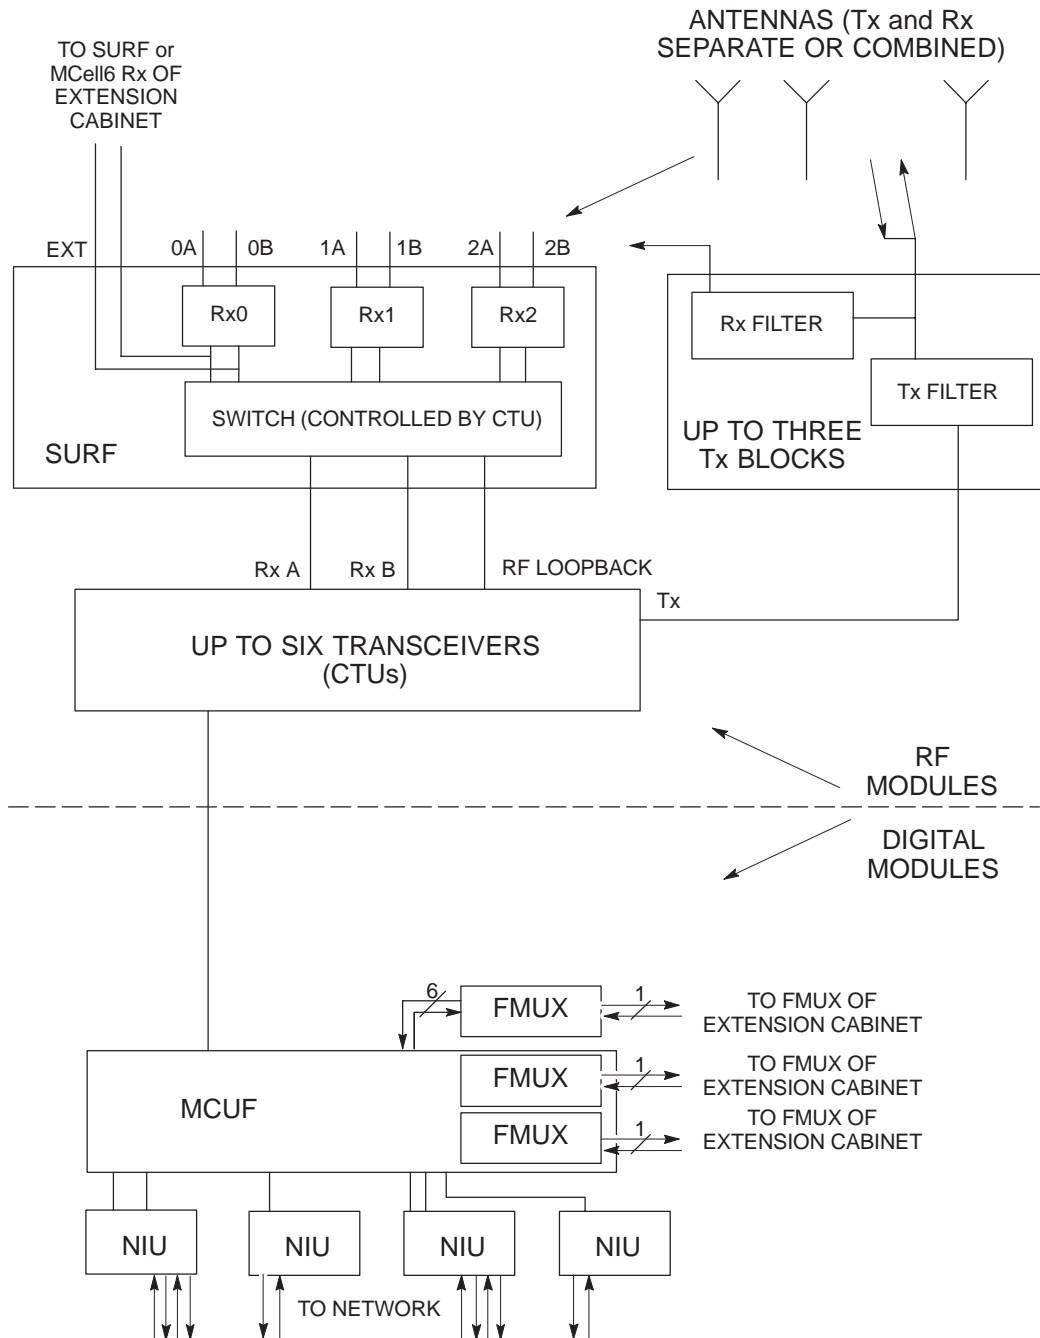 ANTENNAS (Tx and Rx
SEPARATE OR COMBINED)
TO SURF or
MCell6 Rx OF
EXTENSION
CABINET
EXT
0A
0B
1A
1B
2A
2B
Rx0
Rx1
Rx2
Rx FILTER
Tx FILTER
SWITCH (CONTROLLED BY CTU)
SURF
UP TO THREE
Tx BLOCKS
Rx A
Rx B
RF LOOPBACK
Tx
UP TO SIX TRANSCEIVERS
(CTUs)
RF
MODULES
DIGITAL
MODULES
6
FMUX
1
TO FMUX OF
EXTENSION CABINET
FMUX
1
TO FMUX OF
EXTENSION CABINET
MCUF
FMUX
1
TO FMUX OF
EXTENSION CABINET
NIU
NIU
NIU
NIU
TO NETWORK